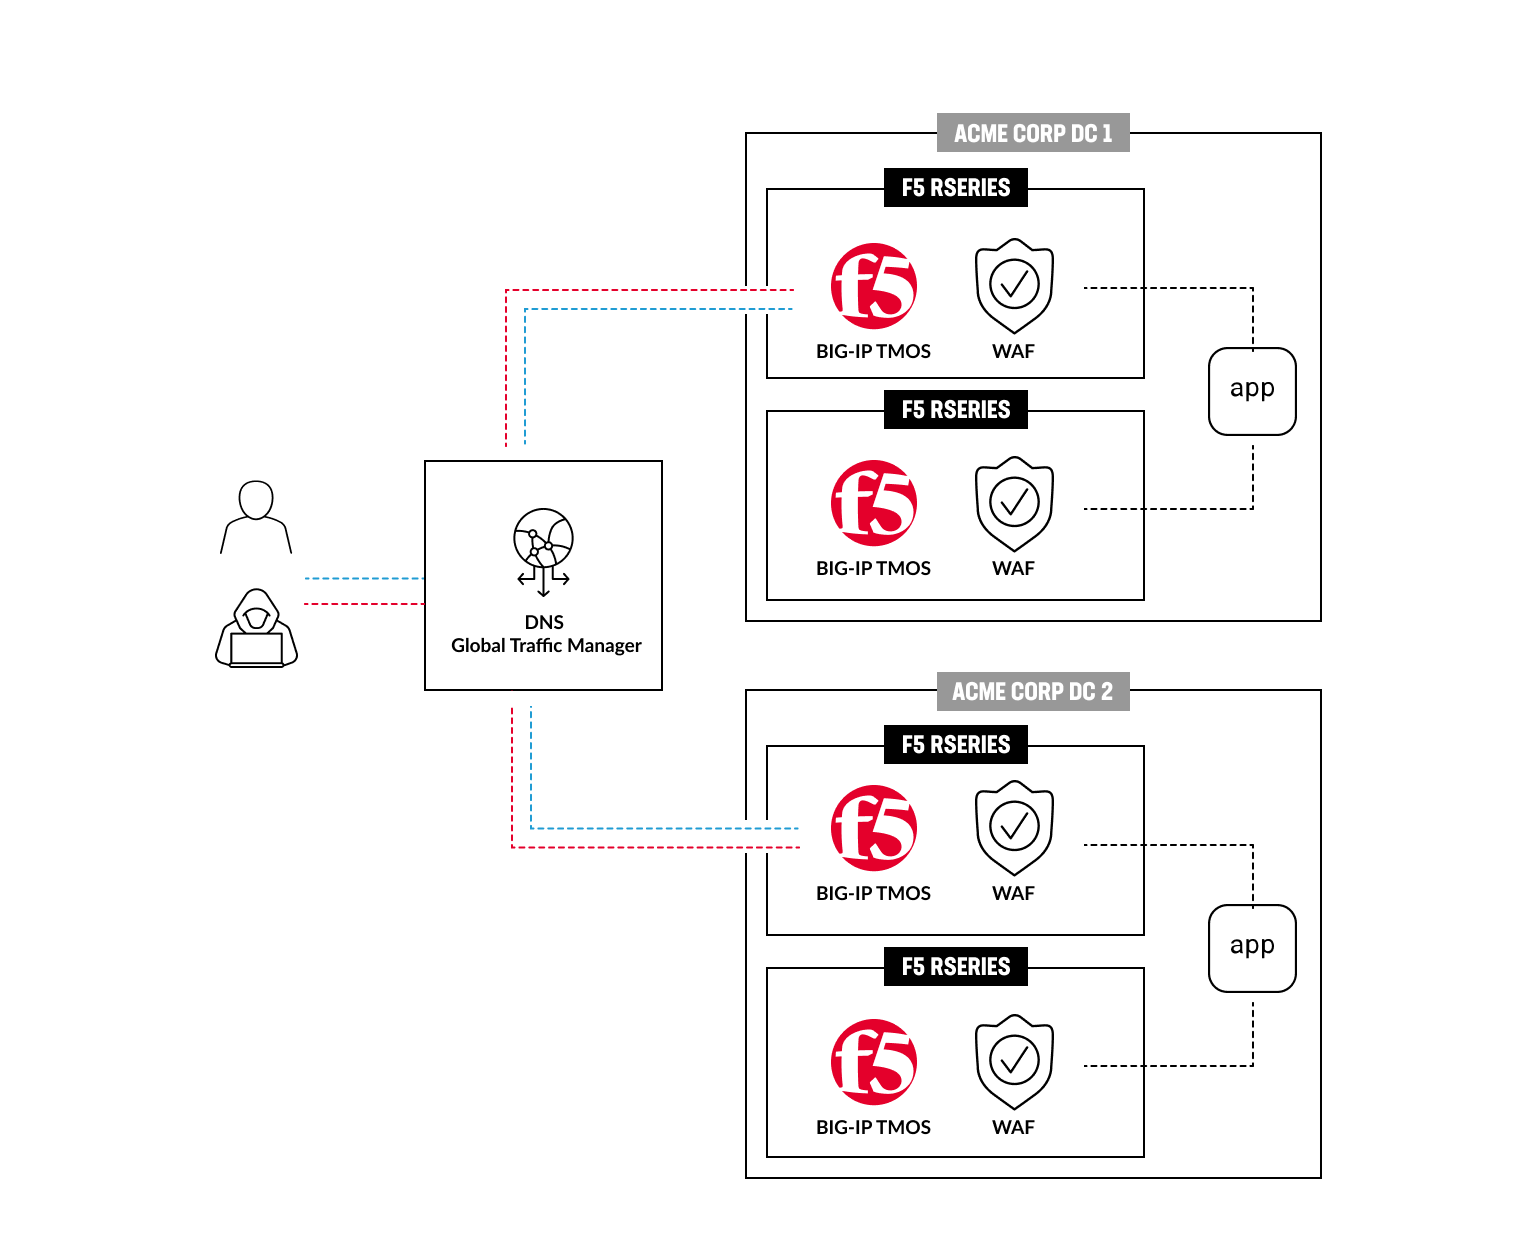 ACME CORP DC 1
F5 RSERIES
f5
BIG-IP TMOS
WAF
F5 RSERIES
f5
BIG-IP TMOS
WAF
app
DNS
Global Traffic Manager
ACME CORP DC 2
F5 RSERIES
f5
BIG-IP TMOS
WAF
F5 RSERIES
f5
BIG-IP TMOS
WAF
app